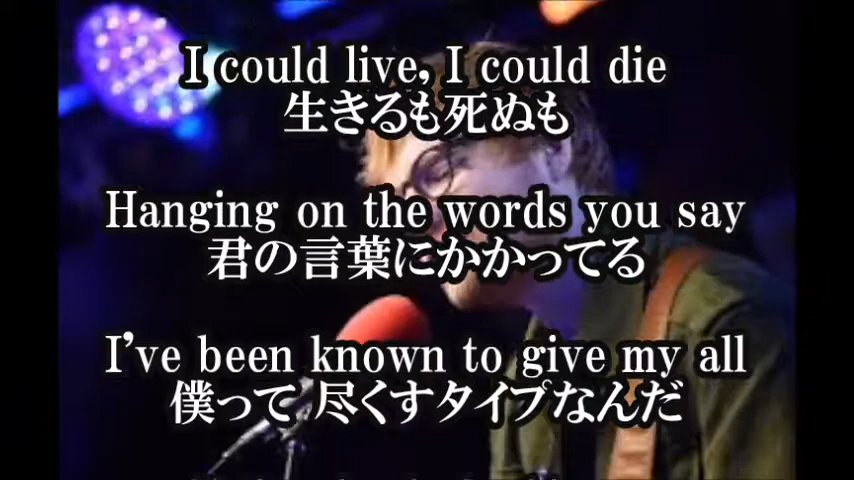 I could live, I could die
生きるも死ぬも
Hanging on the words you say
君の言葉にかかってる
I've been known to give my all
僕って 尽くすタイプなんだ